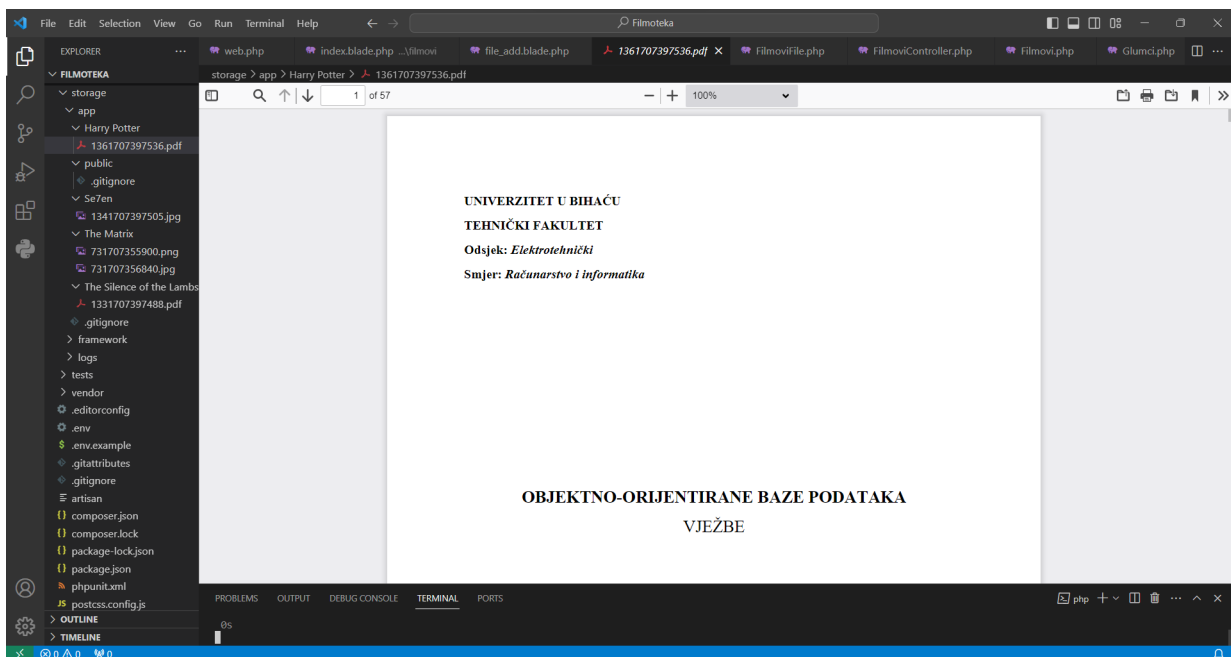 File Edit Selection View Go Run Terminal Help
Filmoteka
EXPLORER
web.php index.blade.php ...\filmovi file_add.blade.php 1361707397536.pdf FilmoviFile.php FilmoviController.php Filmovi.php Glumci.php
FILMOTEKA
storage > app > Harry Potter > 1361707397536.pdf
1 of 57
100%
storage
app
Harry Potter
1361707397536.pdf
public
.gitignore
Se7en
1341707397505.jpg
The Matrix
731707355900.png
731707356840.jpg
The Silence of the Lambs
1331707397488.pdf
.gitignore
framework
logs
tests
vendor
.editorconfig
.env
.env.example
.gitattributes
.gitignore
artisan
composer.json
composer.lock
package-lock.json
package.json
phpunit.xml
postcss.config.js
OUTLINE
TIMELINE
UNIVERZITET U BIHAĆU
TEHNIČKI FAKULTET
Odsjek: Elektrotehnički
Smjer: Računarstvo i informatika
OBJEKTNO-ORIJENTIRANE BAZE PODATAKA
VJEŽBE
PROBLEMS OUTPUT DEBUG CONSOLE TERMINAL PORTS
php
0s
0 0 0